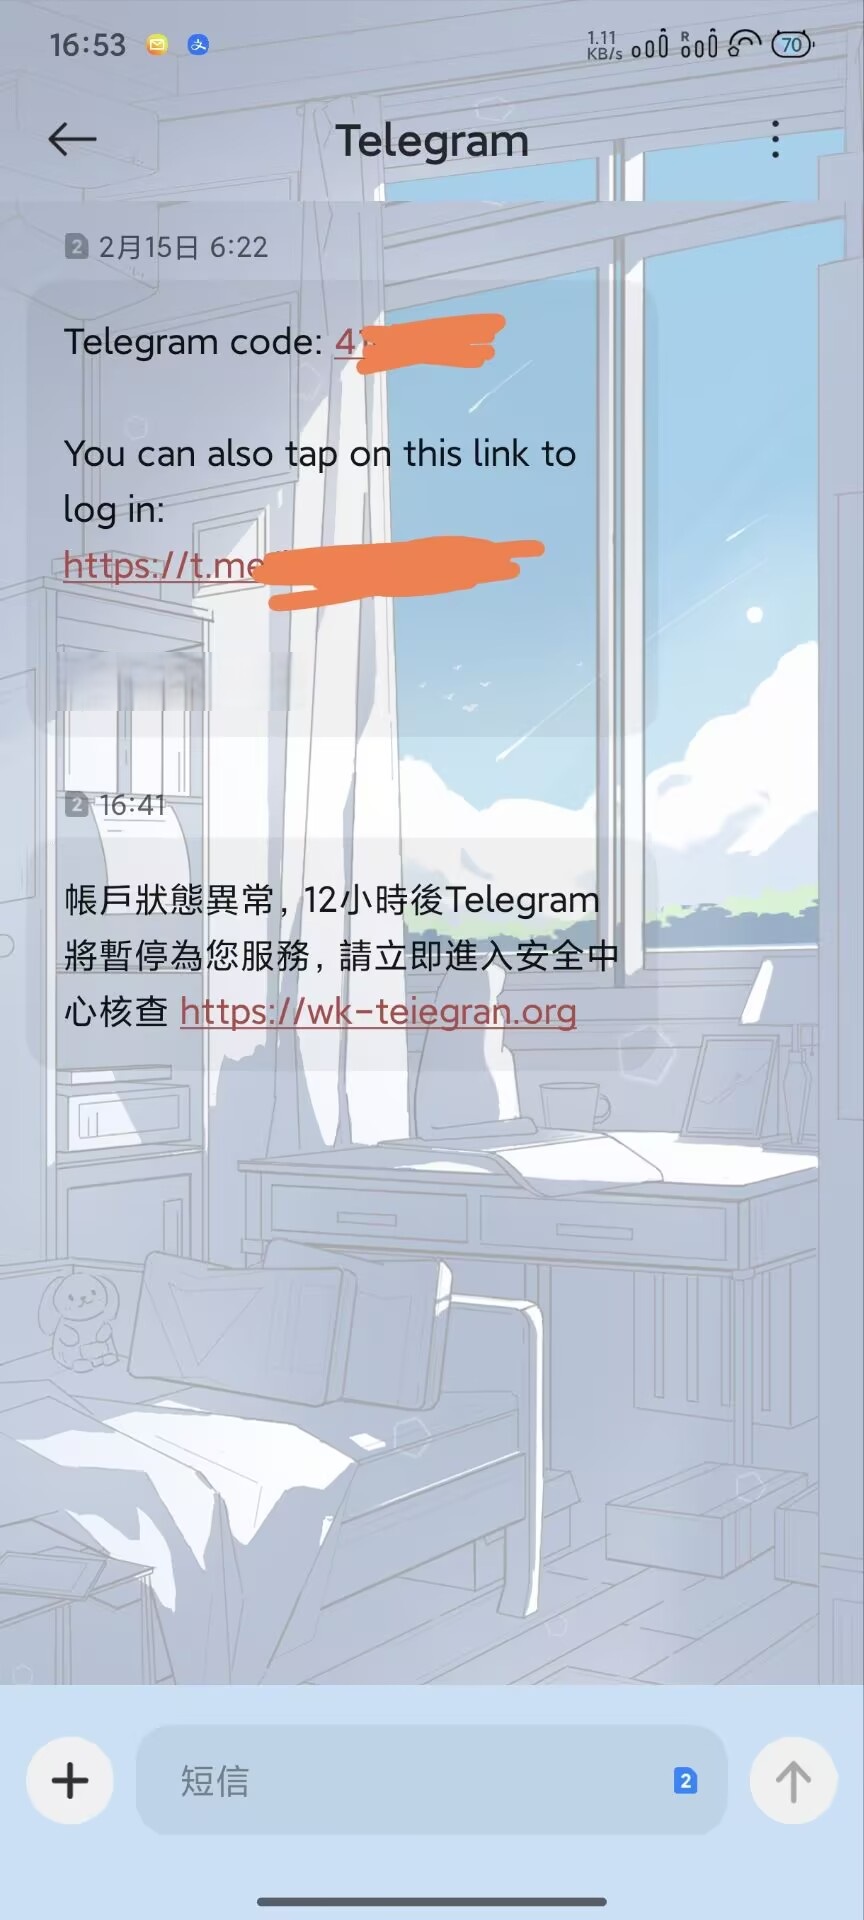 16:53
1.11
KB/s
R
70
Telegram
2 2月15日 6:22
Telegram code: 4
You can also tap on this link to
log in:
https://t.me
2 16:41
帳戶狀態異常, 12小時後Telegram
將暫停為您服務, 請立即進入安全中
心核查 https://wk-teiegran.org
短信
2